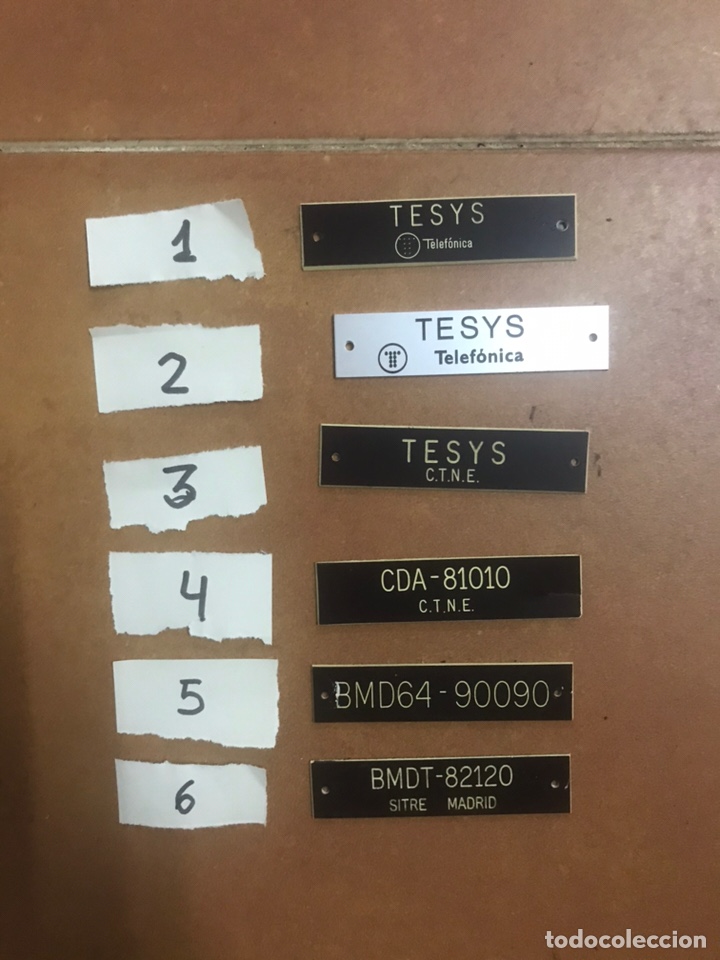 1
TESYS
Telefónica
2
TESYS
Telefónica
3
TESYS
C.T.N.E.
4
CDA-81010
C.T.N.E.
5
BMD64-90090
6
BMDT-82120
SITRE MADRID
todocoleccion